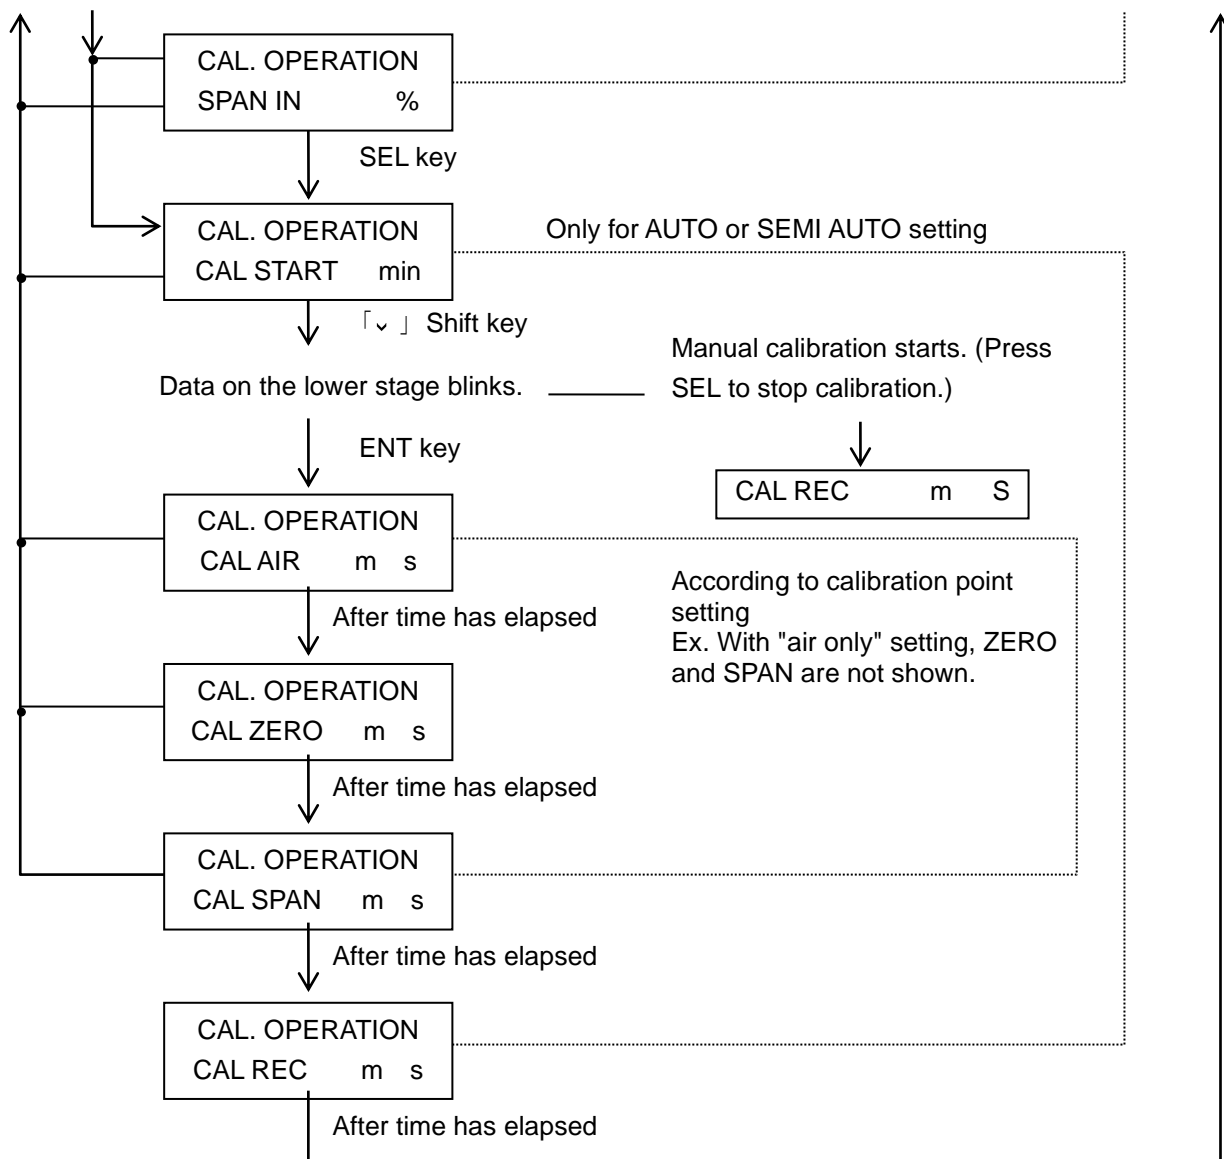 CAL. OPERATION
SPAN IN %
SEL key
CAL. OPERATION
CAL START min
Only for AUTO or SEMI AUTO setting
「⌄」 Shift key
Data on the lower stage blinks.
Manual calibration starts. (Press
SEL to stop calibration.)
ENT key
CAL REC m S
CAL. OPERATION
CAL AIR m s
After time has elapsed
According to calibration point
setting
Ex. With "air only" setting, ZERO
and SPAN are not shown.
CAL. OPERATION
CAL ZERO m s
After time has elapsed
CAL. OPERATION
CAL SPAN m s
After time has elapsed
CAL. OPERATION
CAL REC m s
After time has elapsed